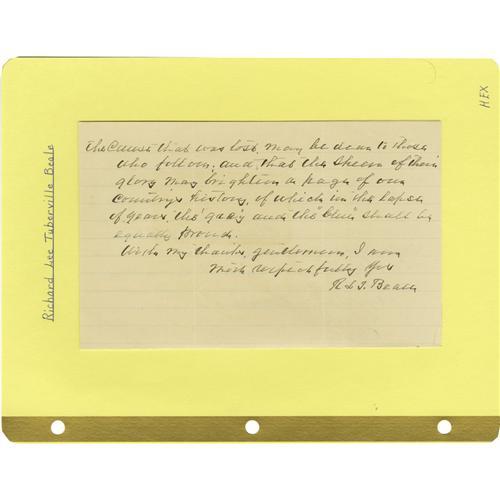 the Cause that was lost, may be dear to those
who follow, and, that the sheen of their
glory may brighten a page of our
country's history, of which in the lapse
of years, the gray and the "blue" shall be
equally proud.
With my thanks, gentlemen, I am
most respectfully Yrs
R L T Beale
Richard Lee Tuberville Beale
HEX